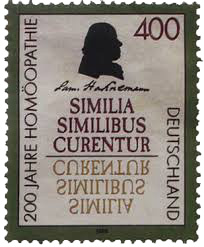 400
Sam. Hahnemann
SIMILIA
SIMILIBUS
CURENTUR
CURENTUR
SIMILIBUS
SIMILIA
200 JAHRE HOMÖOPATHIE
DEUTSCHLAND